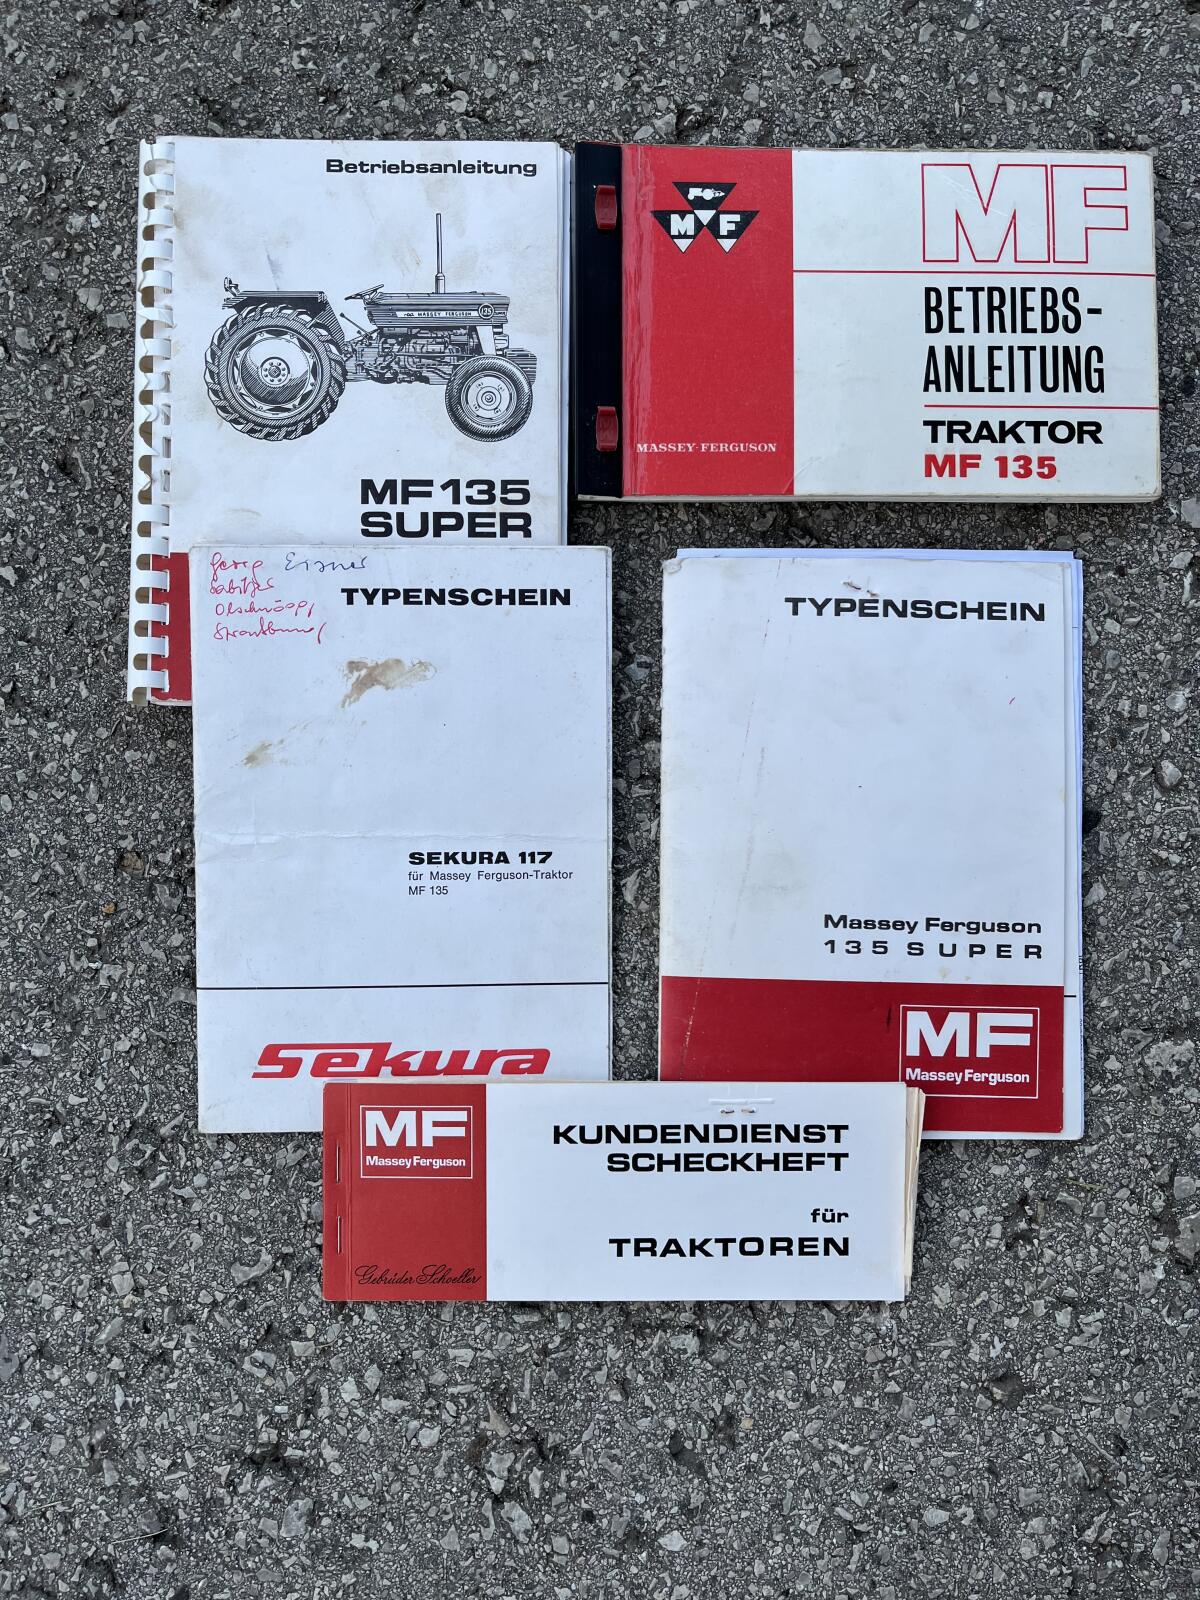 Betriebsanleitung
MASSEY FERGUSON 135
MF 135
SUPER
M F
MASSEY-FERGUSON
MF
BETRIEBS-
ANLEITUNG
TRAKTOR
MF 135
Georg
TYPENSCHEIN
SEKURA 117
für Massey Ferguson-Traktor
MF 135
Sekura
TYPENSCHEIN
Massey Ferguson
135 SUPER
MF
Massey Ferguson
MF
Massey Ferguson
Gebrüder Schoeller
KUNDENDIENST
SCHECKHEFT
für
TRAKTOREN